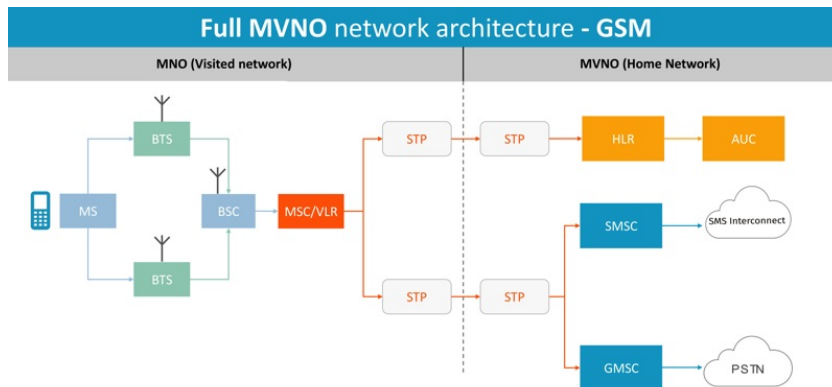 Full MVNO network architecture - GSM
MNO (Visited network)
MVNO (Home Network)
BTS
STP
STP
HLR
AUC
MS
BSC
MSC/VLR
SMSC
SMS Interconnect
BTS
STP
STP
GMSC
PSTN